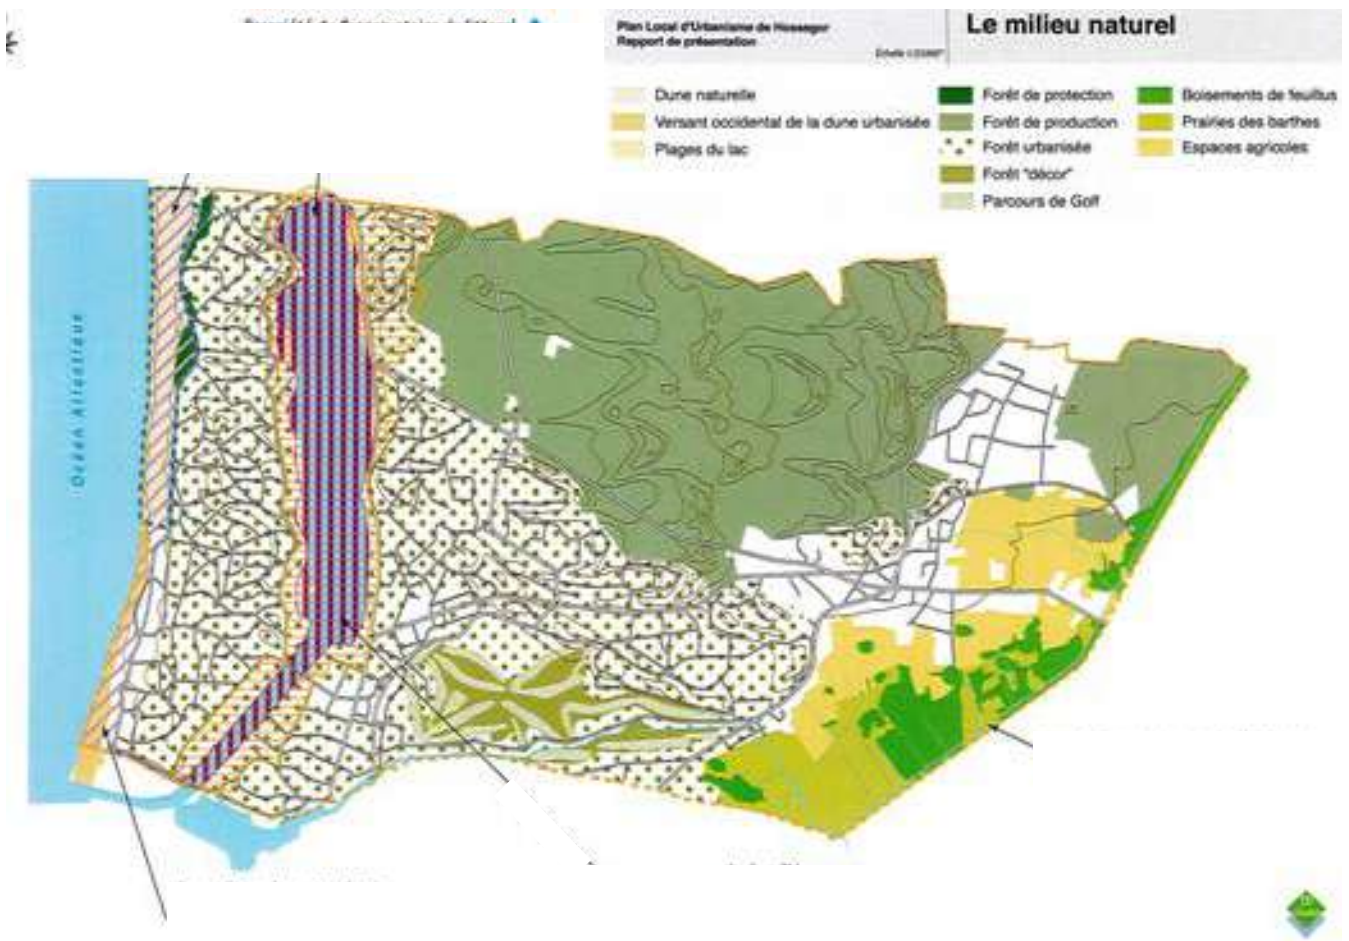 Plan Local d'Urbanisme de Hossegor
Rapport de présentation
Le milieu naturel
Dune naturelle
Versant occidental de la dune urbanisée
Plages du lac
Forêt de protection
Forêt de production
Forêt urbanisée
Forêt "décor"
Parcours de Golf
Boisements de feuillus
Prairies des barthes
Espaces agricoles
Océan Atlantique